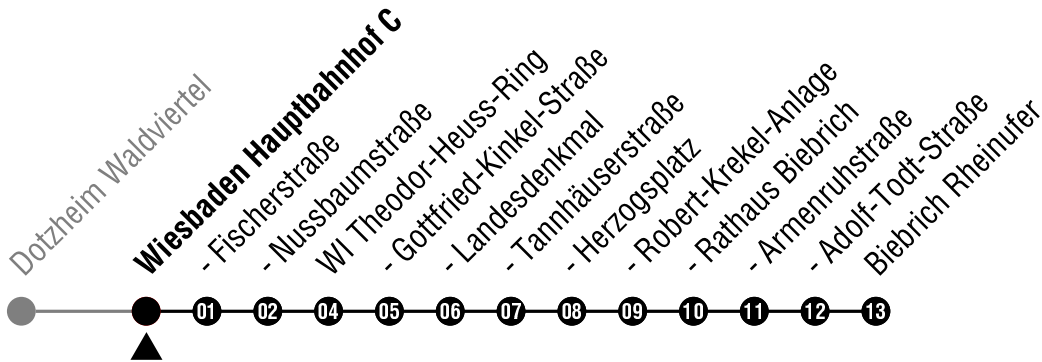 Dotzheim Waldviertel
Wiesbaden Hauptbahnhof C
- Fischerstraße
- Nussbaumstraße
WI Theodor-Heuss-Ring
- Gottfried-Kinkel-Straße
- Landesdenkmal
- Tannhäuserstraße
- Herzogsplatz
- Robert-Krekel-Anlage
- Rathaus Biebrich
- Armenruhstraße
- Adolf-Todt-Straße
Biebrich Rheinufer
01 02 04 05 06 07 08 09 10 11 12 13